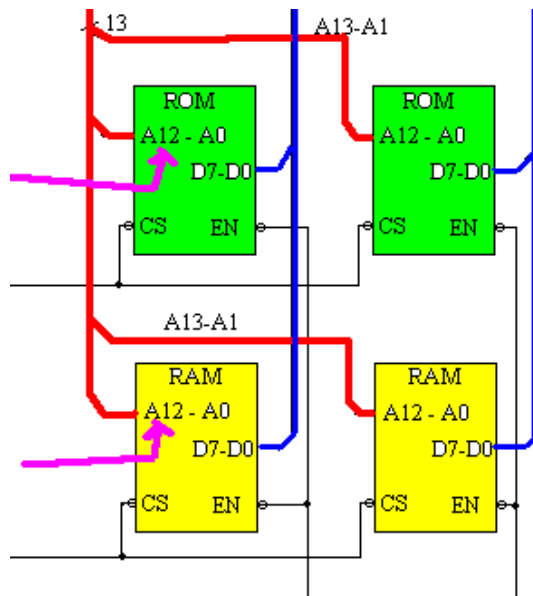 13 A13-A1
ROM ROM
A12 - A0 A12 - A0
D7-D0 D7-D0
CS EN CS EN
A13-A1
RAM RAM
A12 - A0 A12 - A0
D7-D0 D7-D0
CS EN CS EN